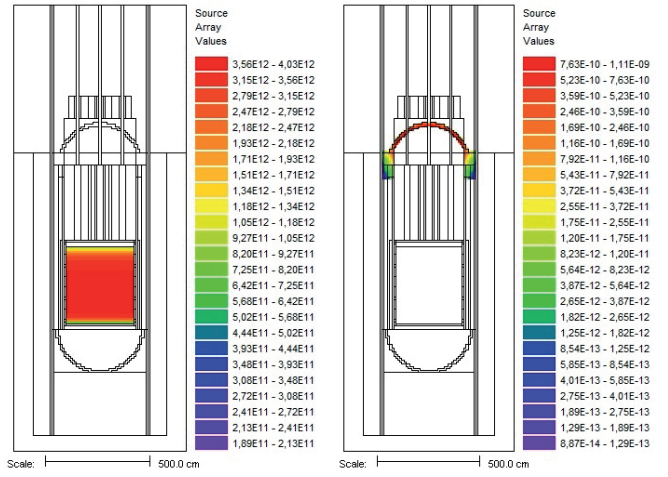 Source
Array
Values
3,56E12 - 4,03E12
3,15E12 - 3,56E12
2,79E12 - 3,15E12
2,47E12 - 2,79E12
2,18E12 - 2,47E12
1,93E12 - 2,18E12
1,71E12 - 1,93E12
1,51E12 - 1,71E12
1,34E12 - 1,51E12
1,18E12 - 1,34E12
1,05E12 - 1,18E12
9,27E11 - 1,05E12
8,20E11 - 9,27E11
7,25E11 - 8,20E11
6,42E11 - 7,25E11
5,68E11 - 6,42E11
5,02E11 - 5,68E11
4,44E11 - 5,02E11
3,93E11 - 4,44E11
3,48E11 - 3,93E11
3,08E11 - 3,48E11
2,72E11 - 3,08E11
2,41E11 - 2,72E11
2,13E11 - 2,41E11
1,89E11 - 2,13E11
Scale: 500.0 cm
Source
Array
Values
7,63E-10 - 1,11E-09
5,23E-10 - 7,63E-10
3,59E-10 - 5,23E-10
2,46E-10 - 3,59E-10
1,69E-10 - 2,46E-10
1,16E-10 - 1,69E-10
7,92E-11 - 1,16E-10
5,43E-11 - 7,92E-11
3,72E-11 - 5,43E-11
2,55E-11 - 3,72E-11
1,75E-11 - 2,55E-11
1,20E-11 - 1,75E-11
8,23E-12 - 1,20E-11
5,64E-12 - 8,23E-12
3,87E-12 - 5,64E-12
2,65E-12 - 3,87E-12
1,82E-12 - 2,65E-12
1,25E-12 - 1,82E-12
8,54E-13 - 1,25E-12
5,85E-13 - 8,54E-13
4,01E-13 - 5,85E-13
2,75E-13 - 4,01E-13
1,89E-13 - 2,75E-13
1,29E-13 - 1,89E-13
8,87E-14 - 1,29E-13
Scale: 500.0 cm